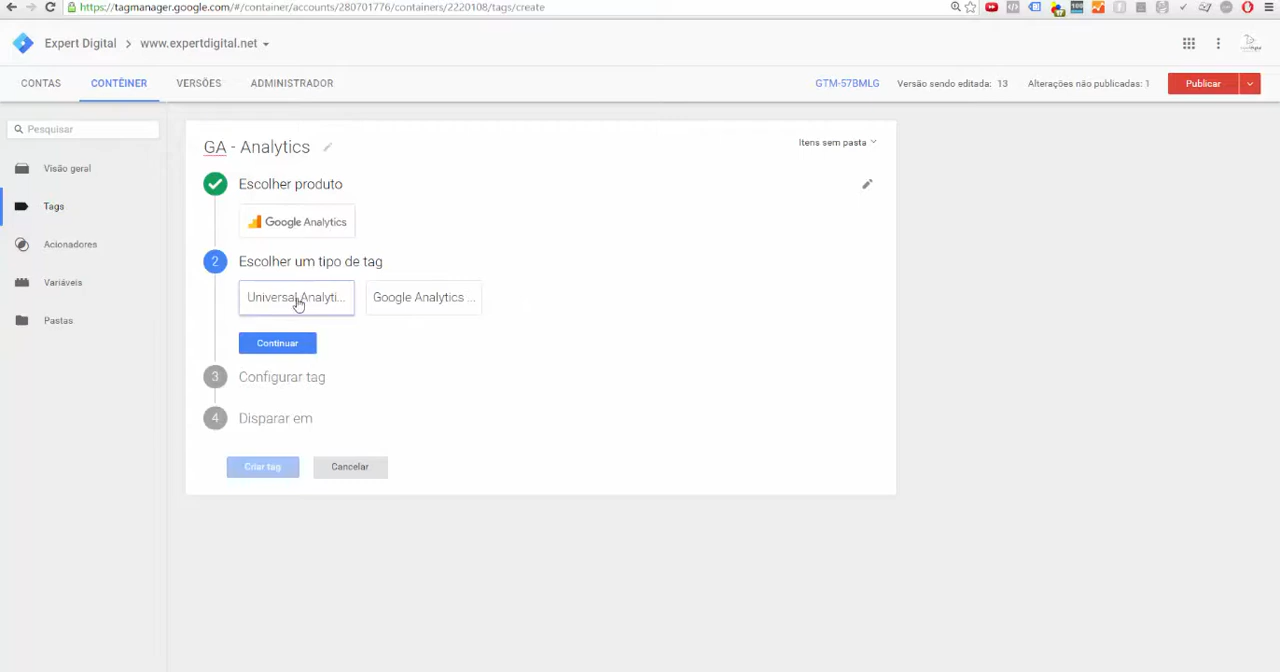 https://tagmanager.google.com/#/container/accounts/280701776/containers/2220108/tags/create
Expert Digital > www.expertdigital.net
CONTAS CONTÊINER VERSÕES ADMINISTRADOR GTM-57BMLG Versão sendo editada: 13 Alterações não publicadas: 1 Publicar
Pesquisar
Visão geral
Tags
Acionadores
Variáveis
Pastas
GA - Analytics
Itens sem pasta
Escolher produto
Google Analytics
2 Escolher um tipo de tag
Universal Analyti... Google Analytics ...
Continuar
3 Configurar tag
4 Disparar em
Criar tag Cancelar